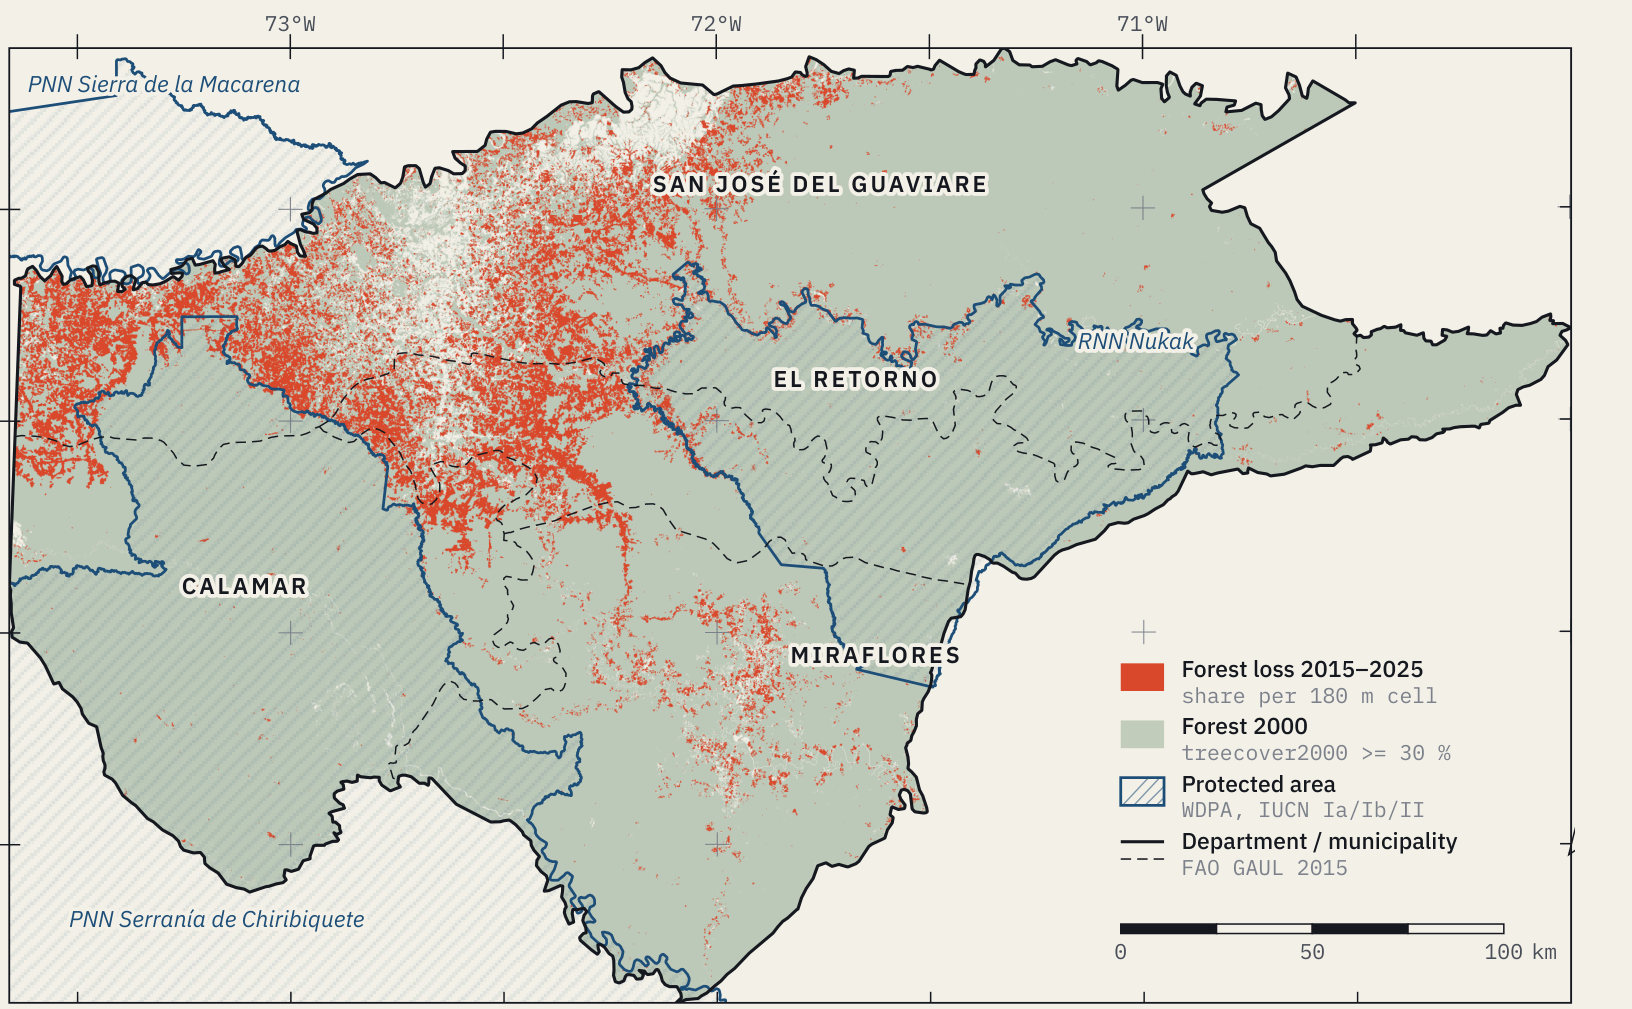 73°W
72°W
71°W
PNN Sierra de la Macarena
SAN JOSÉ DEL GUAVIARE
RNN Nukak
EL RETORNO
CALAMAR
MIRAFLORES
PNN Serranía de Chiribiquete
Forest loss 2015–2025
share per 180 m cell
Forest 2000
treecover2000 >= 30 %
Protected area
WDPA, IUCN Ia/Ib/II
Department / municipality
FAO GAUL 2015
0 50 100 km